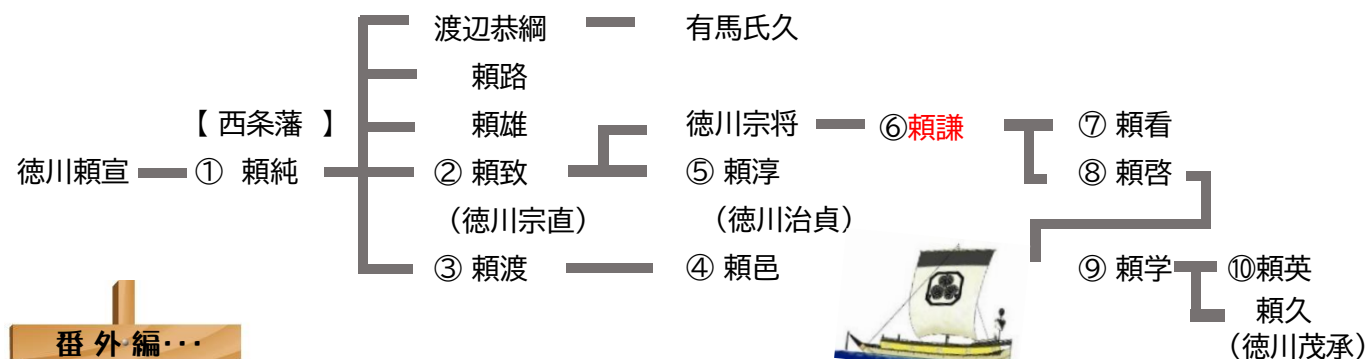 渡辺恭綱 有馬氏久
頼路
【 西条藩 】 頼雄 徳川宗将 ⑥頼謙 ⑦ 頼看
徳川頼宣 ① 頼純 ② 頼致 ⑤ 頼淳 ⑧ 頼啓
(徳川宗直) (徳川治貞)
③ 頼渡 ④ 頼邑 ⑨ 頼学 ⑩頼英
頼久
番外編･･･ (徳川茂承)